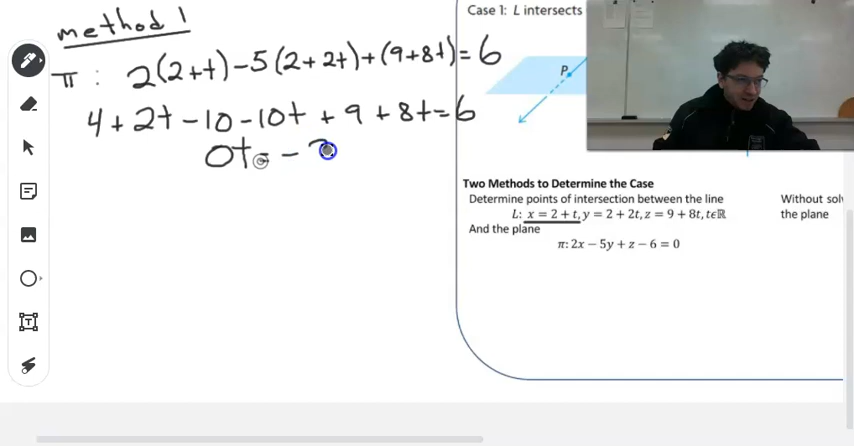 method 1
π : 2(2+t)-5(2+2t)+(9+8t)=6
4+2t-10-10t+9+8t=6
0t = -
Case 1: L intersects
P
Two Methods to Determine the Case
Determine points of intersection between the line
L: x = 2 + t, y = 2 + 2t, z = 9 + 8t, t∈ℝ
And the plane
π: 2x − 5y + z − 6 = 0
Without sol
the plane